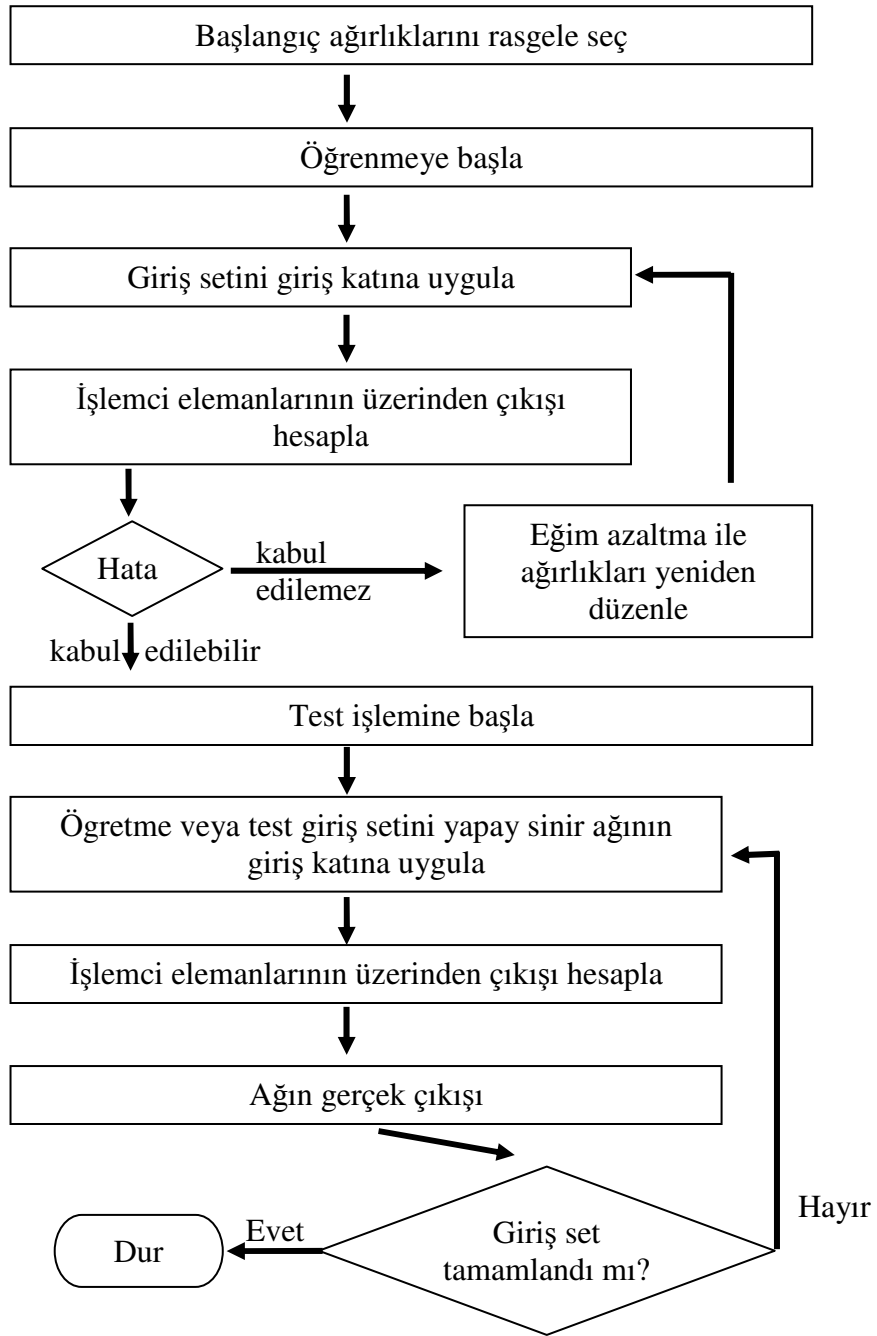 Başlangıç ağırlıklarını rasgele seç
Öğrenmeye başla
Giriş setini giriş katına uygula
İşlemci elemanlarının üzerinden çıkışı
hesapla
Hata
kabul
edilemez
Eğim azaltma ile
ağırlıkları yeniden
düzenle
kabul edilebilir
Test işlemine başla
Ögretme veya test giriş setini yapay sinir ağının
giriş katına uygula
İşlemci elemanlarının üzerinden çıkışı hesapla
Ağın gerçek çıkışı
Hayır
Evet
Dur
Giriş set
tamamlandı mı?